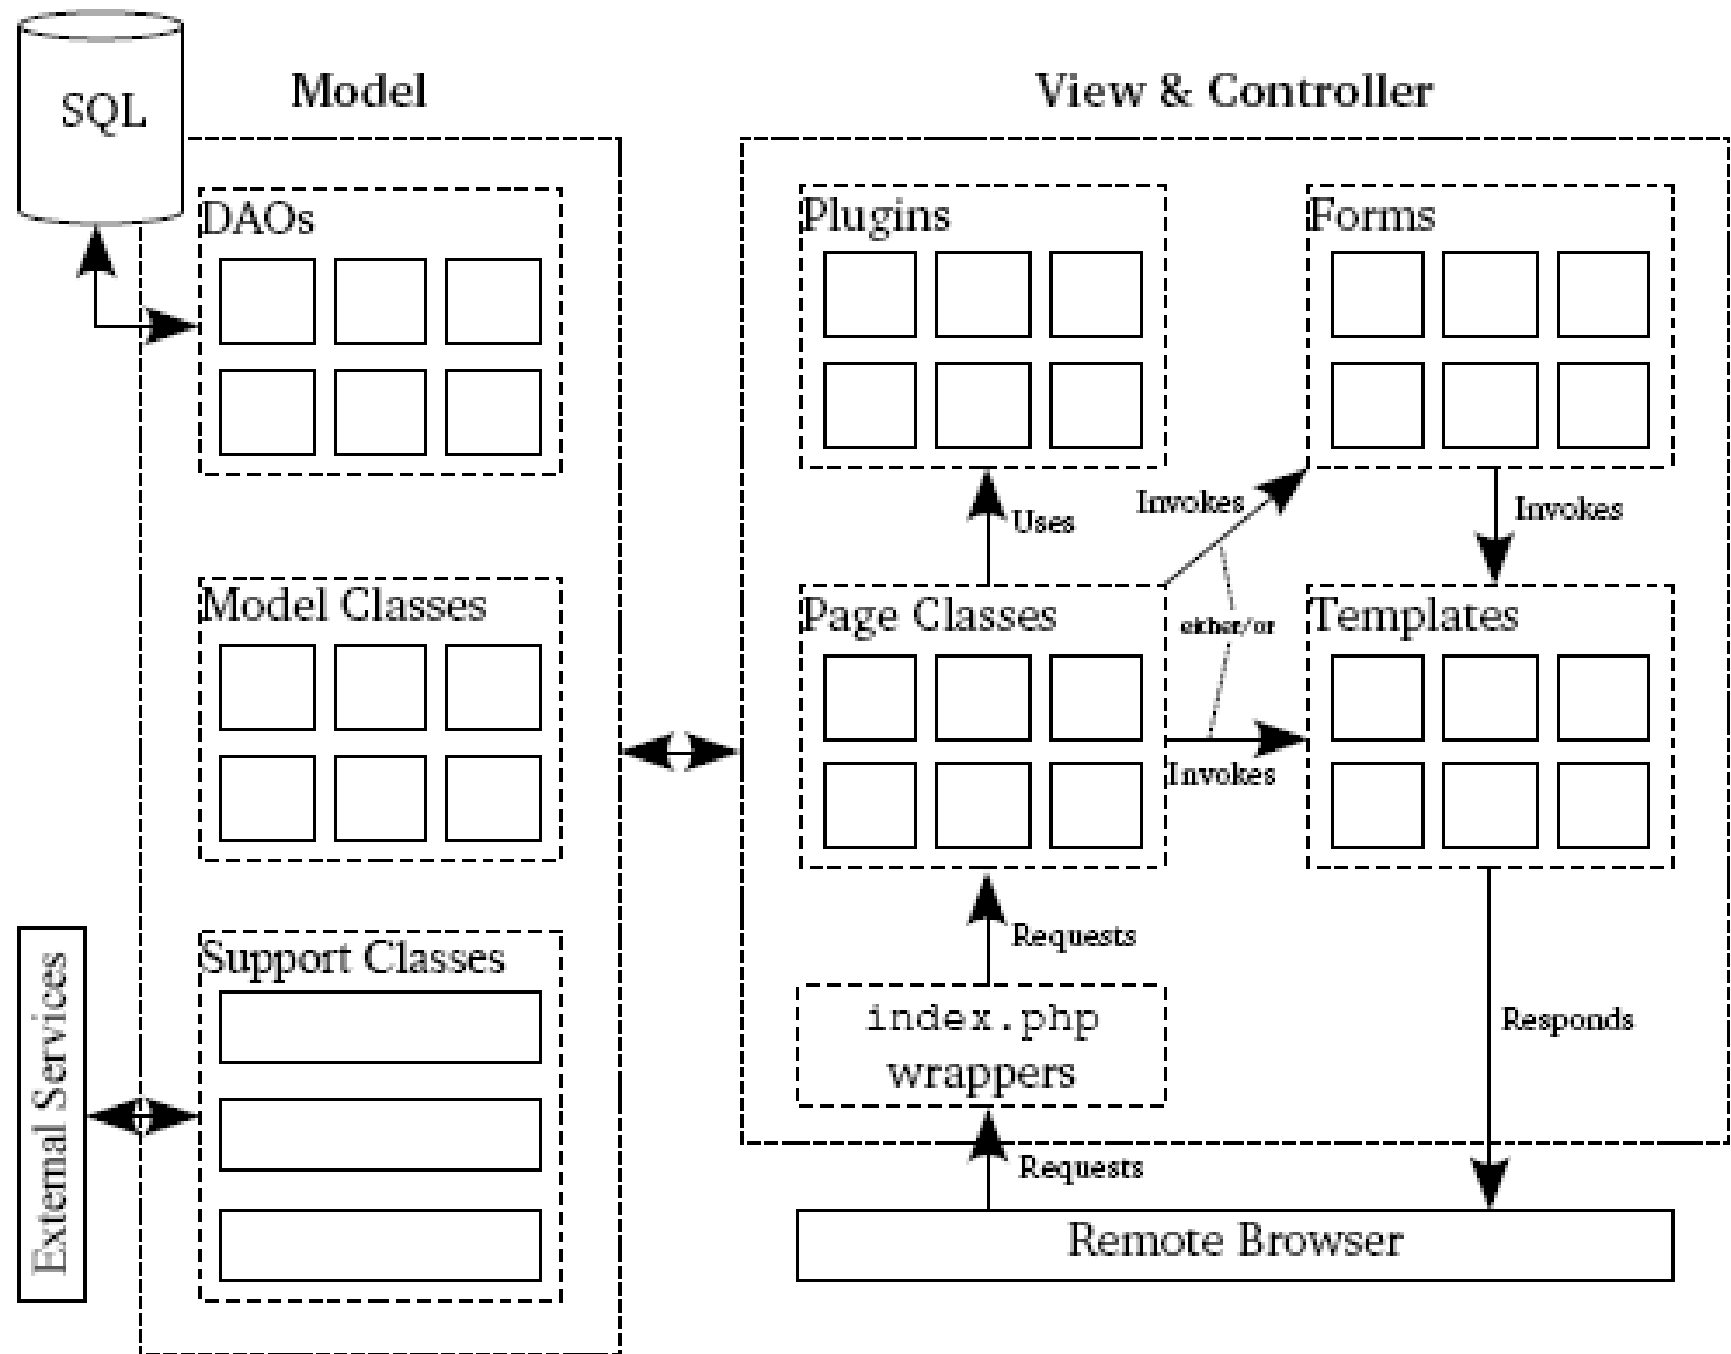 SQL
Model
View & Controller
DAOs
Plugins
Forms
Uses
Invokes
Invokes
Model Classes
Page Classes
either/or
Templates
Invokes
Support Classes
Requests
External Services
index.php
wrappers
Responds
Requests
Remote Browser